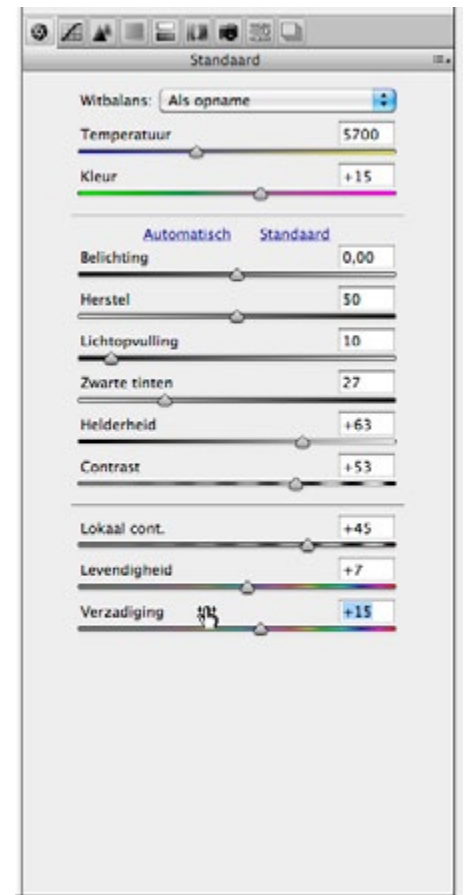 Standaard
Witbalans: Als opname
Temperatuur 5700
Kleur +15
Automatisch Standaard
Belichting 0,00
Herstel 50
Lichtopvulling 10
Zwarte tinten 27
Helderheid +63
Contrast +53
Lokaal cont. +45
Levendigheid +7
Verzadiging +15